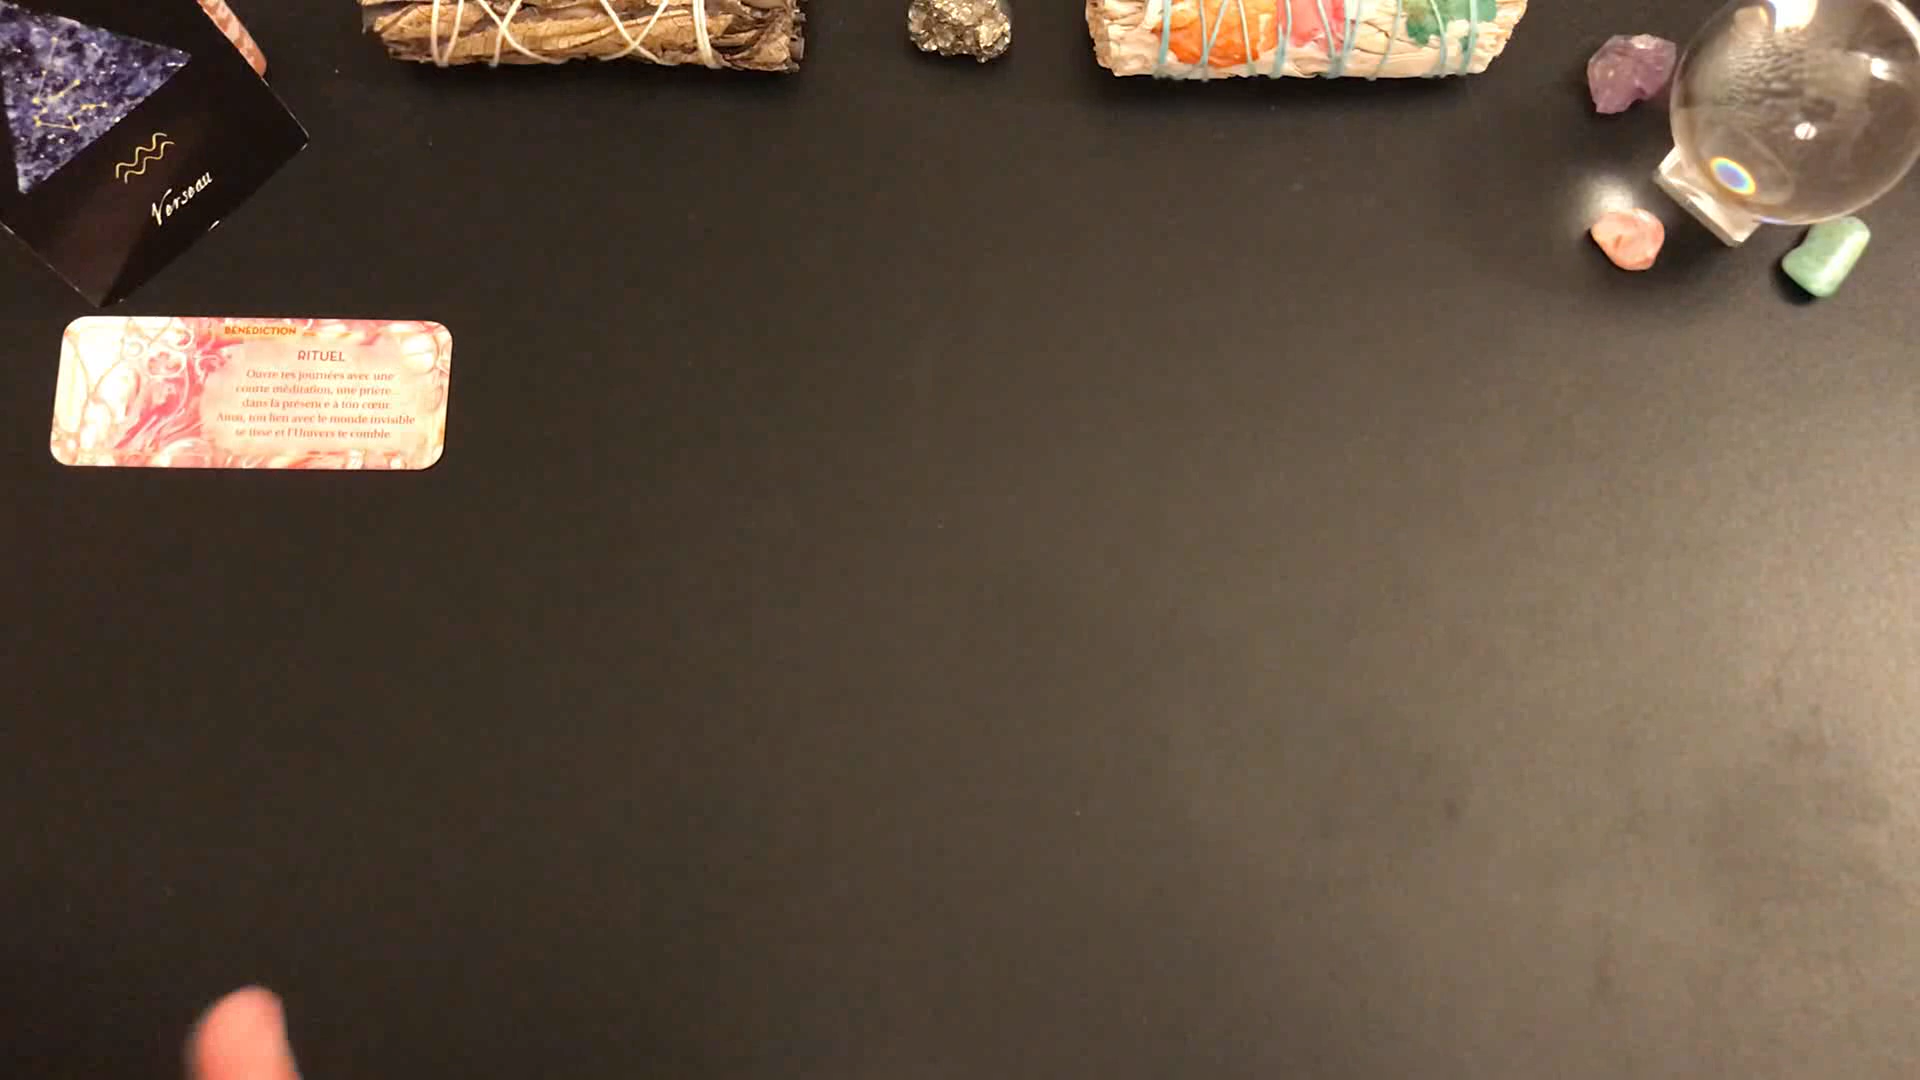 Verseau
BÉNÉDICTION
RITUEL
Ouvre tes journées avec une
courte méditation, une prière...
dans la présence à ton cœur.
Ainsi, ton lien avec le monde invisible
se tisse et l'Univers te comble.